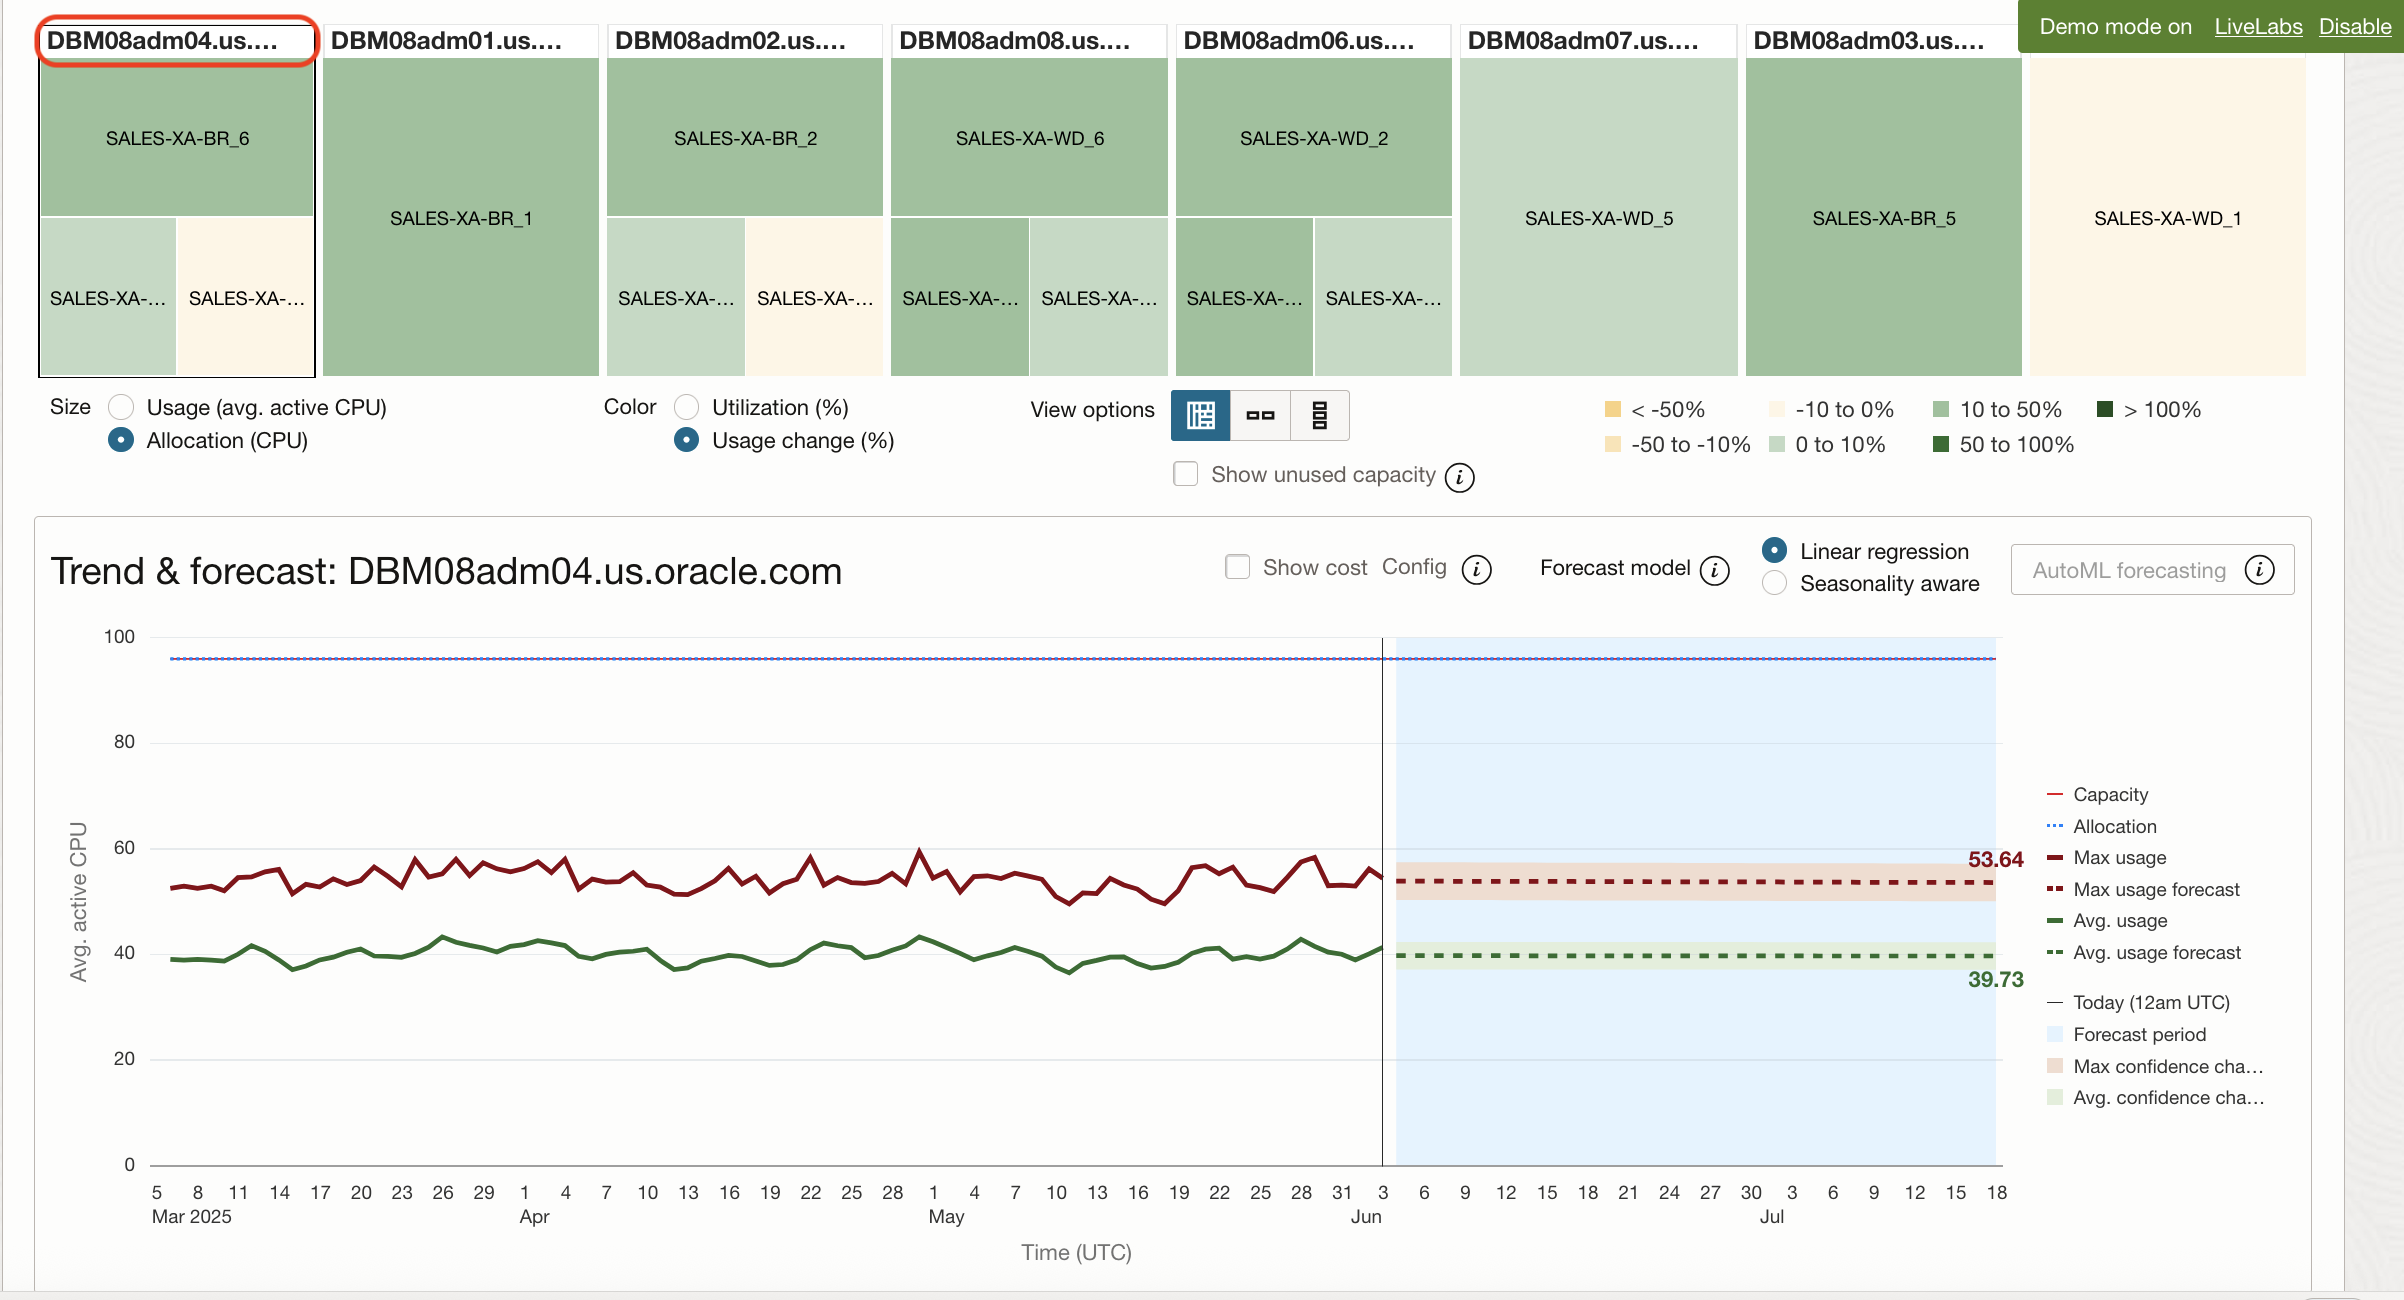 DBM08adm04.us.... DBM08adm01.us.... DBM08adm02.us.... DBM08adm08.us.... DBM08adm06.us.... DBM08adm07.us.... DBM08adm03.us....
Demo mode on LiveLabs Disable
SALES-XA-BR_6 SALES-XA-BR_2 SALES-XA-WD_6 SALES-XA-WD_2
SALES-XA-BR_1 SALES-XA-WD_5 SALES-XA-BR_5 SALES-XA-WD_1
SALES-XA-... SALES-XA-... SALES-XA-... SALES-XA-... SALES-XA-... SALES-XA-... SALES-XA-... SALES-XA-...
Size Usage (avg. active CPU) Color Utilization (%) View options < -50% -10 to 0% 10 to 50% > 100%
Allocation (CPU) Usage change (%) -50 to -10% 0 to 10% 50 to 100%
Show unused capacity i
Trend & forecast: DBM08adm04.us.oracle.com
Show cost Config i Forecast model i
Linear regression
Seasonality aware
AutoML forecasting i
100
80
60
40
20
0
Avg. active CPU
53.64
39.73
Capacity
Allocation
Max usage
Max usage forecast
Avg. usage
Avg. usage forecast
Today (12am UTC)
Forecast period
Max confidence cha...
Avg. confidence cha...
5 8 11 14 17 20 23 26 29 1 4 7 10 13 16 19 22 25 28 1 4 7 10 13 16 19 22 25 28 31 3 6 9 12 15 18 21 24 27 30 3 6 9 12 15 18
Mar 2025 Apr May Jun Jul
Time (UTC)